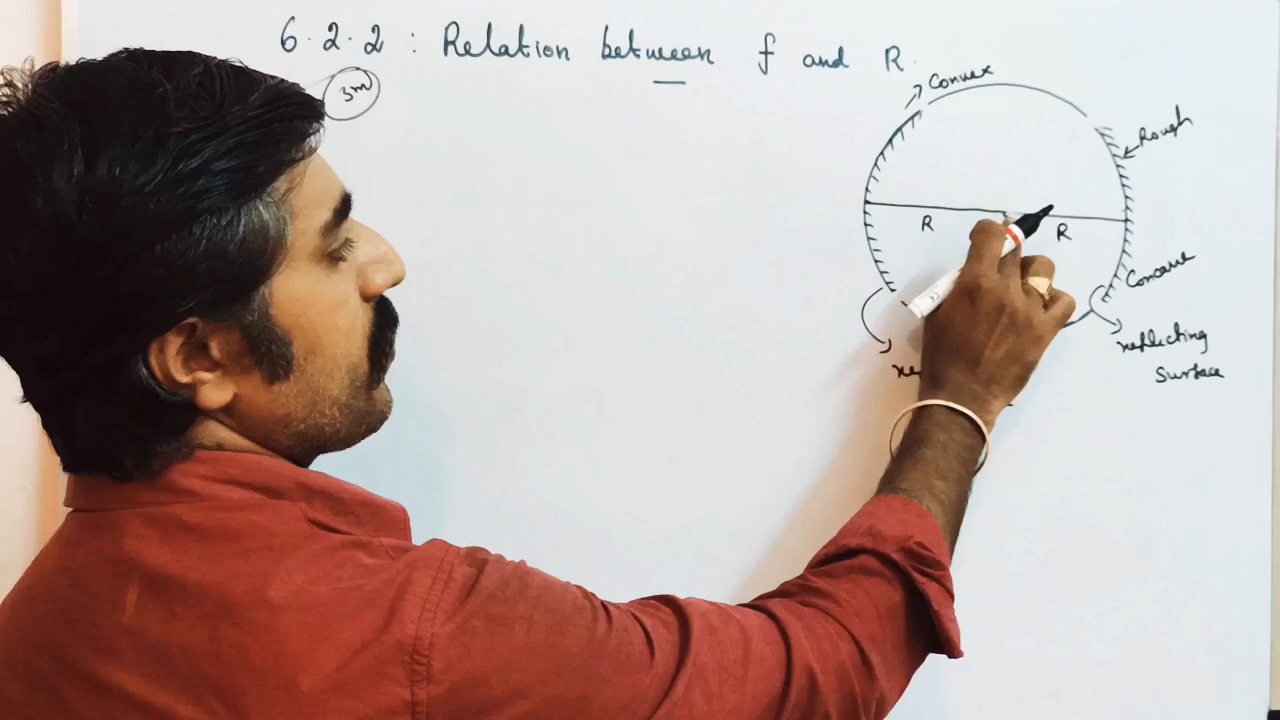 6.2.2 : Relation between f and R.
3m
Convex
Rough
R
R
Concave
reflecting
Surface